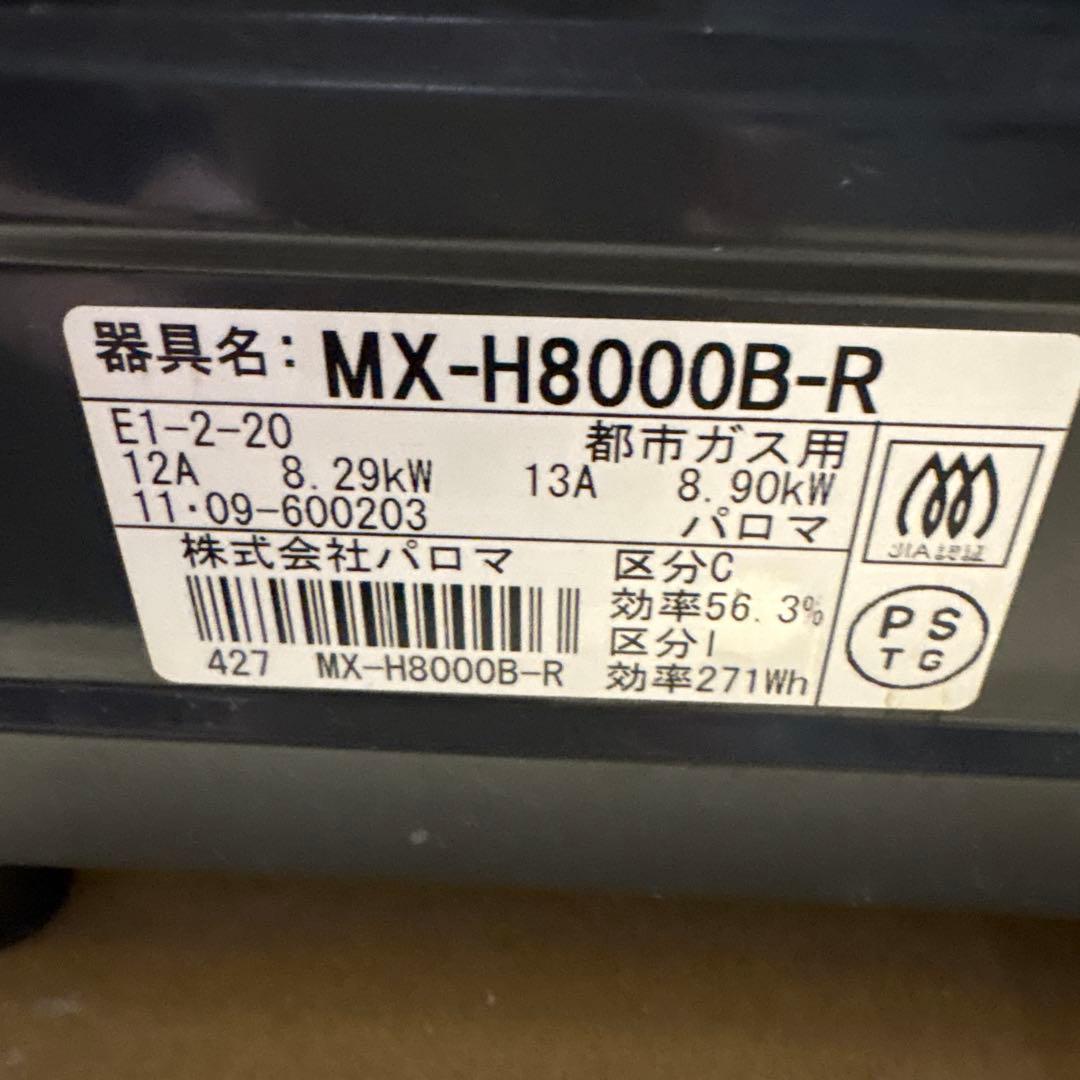 器具名: MX-H8000B-R
E1-2-20 都市ガス用
12A 8.29kW 13A 8.90kW
11・09-600203 パロマ
株式会社パロマ
427 MX-H8000B-R
区分C
効率56.3%
区分I
効率271Wh
JIA認証
PS
TG